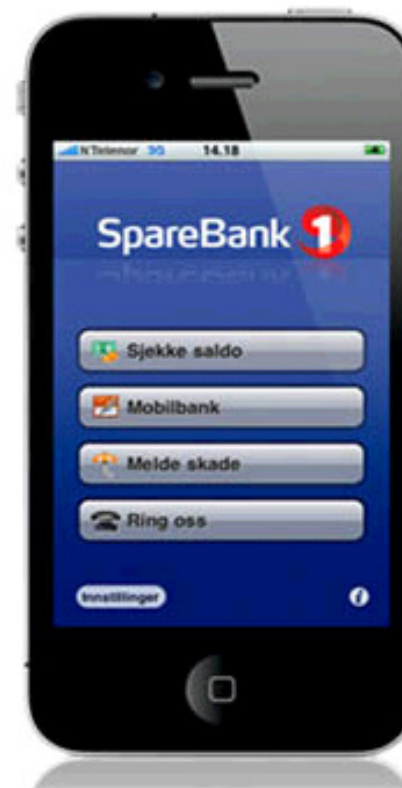 N Telenor 3G 14.18
SpareBank 1
Sjekke saldo
Mobilbank
Melde skade
Ring oss
Innstillinger
i